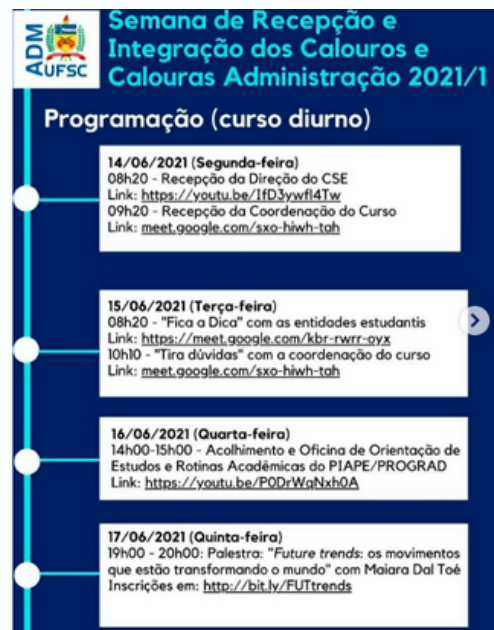 ADM
UFSC
Semana de Recepção e
Integração dos Calouros e
Calouras Administração 2021/1
Programação (curso diurno)
14/06/2021 (Segunda-feira)
08h20 - Recepção da Direção do CSE
Link: https://youtu.be/IfD3ywfl4Tw
09h20 - Recepção da Coordenação do Curso
Link: meet.google.com/sxo-hiwh-tah
15/06/2021 (Terça-feira)
08h20 - "Fica a Dica" com as entidades estudantis
Link: https://meet.google.com/kbr-rwrr-oyx
10h10 - "Tira dúvidas" com a coordenação do curso
Link: meet.google.com/sxo-hiwh-tah
16/06/2021 (Quarta-feira)
14h00-15h00 - Acolhimento e Oficina de Orientação de
Estudos e Rotinas Acadêmicas do PIAPE/PROGRAD
Link: https://youtu.be/P0DrWqNxh0A
17/06/2021 (Quinta-feira)
19h00 - 20h00: Palestra: "Future trends: os movimentos
que estão transformando o mundo" com Maiara Dal Toé
Inscrições em: http://bit.ly/FUTtrends